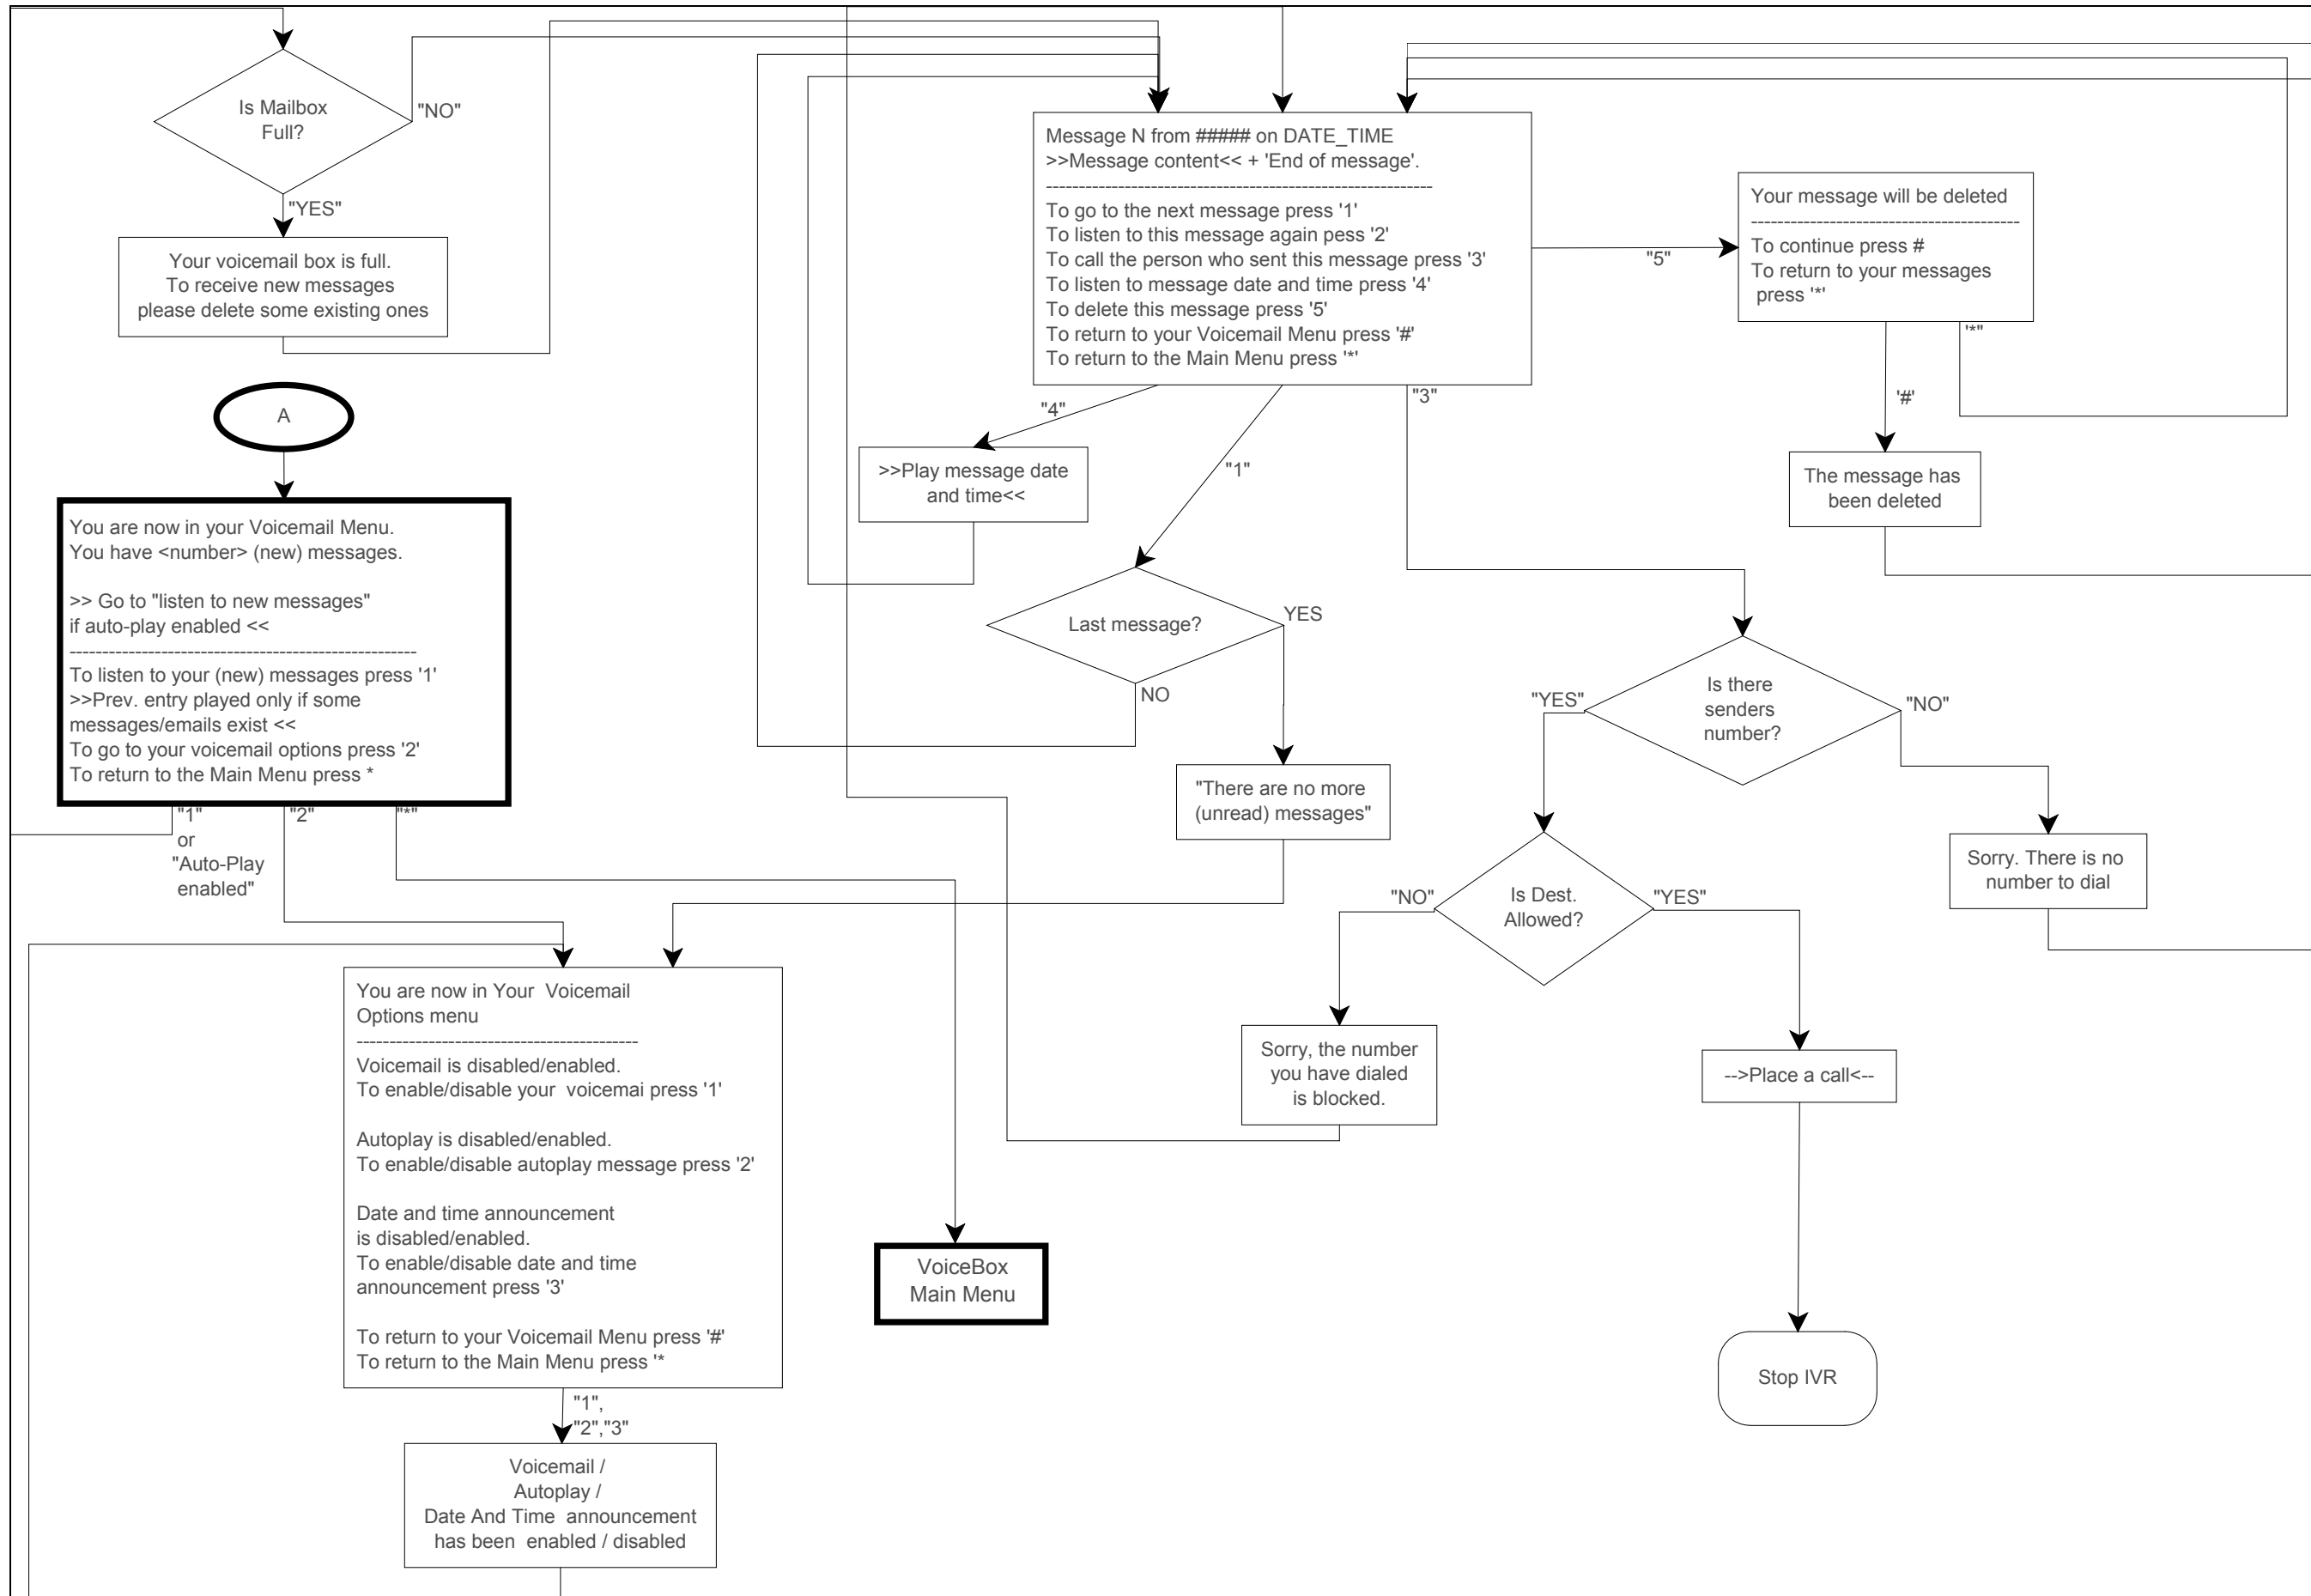 Is Mailbox
Full?
"NO"
"YES"
Your voicemail box is full.
To receive new messages
please delete some existing ones
A
You are now in your Voicemail Menu.
You have <number> (new) messages.
>> Go to "listen to new messages"
if auto-play enabled <<
-----------------------------------------------------
To listen to your (new) messages press '1'
>>Prev. entry played only if some
messages/emails exist <<
To go to your voicemail options press '2'
To return to the Main Menu press *
"1"
or
"Auto-Play
enabled"
"2"
"*"
Message N from ##### on DATE_TIME
>>Message content<< + 'End of message'.
-----------------------------------------------------------
To go to the next message press '1'
To listen to this message again pess '2'
To call the person who sent this message press '3'
To listen to message date and time press '4'
To delete this message press '5'
To return to your Voicemail Menu press '#'
To return to the Main Menu press '*'
"5"
Your message will be deleted
-----------------------------------------
To continue press #
To return to your messages
press '*'
'*"
'#'
The message has
been deleted
"4"
>>Play message date
and time<<
"1"
"3"
Last message?
YES
NO
"There are no more
(unread) messages"
Is there
senders
number?
"YES"
"NO"
Sorry. There is no
number to dial
Is Dest.
Allowed?
"NO"
"YES"
Sorry, the number
you have dialed
is blocked.
-->Place a call<--
Stop IVR
VoiceBox
Main Menu
You are now in Your  Voicemail
Options menu
-------------------------------------------
Voicemail is disabled/enabled.
To enable/disable your  voicemai press '1'
Autoplay is disabled/enabled.
To enable/disable autoplay message press '2'
Date and time announcement
is disabled/enabled.
To enable/disable date and time
announcement press '3'
To return to your Voicemail Menu press '#'
To return to the Main Menu press '*
"1",
"2","3"
Voicemail /
Autoplay /
Date And Time  announcement
has been  enabled / disabled